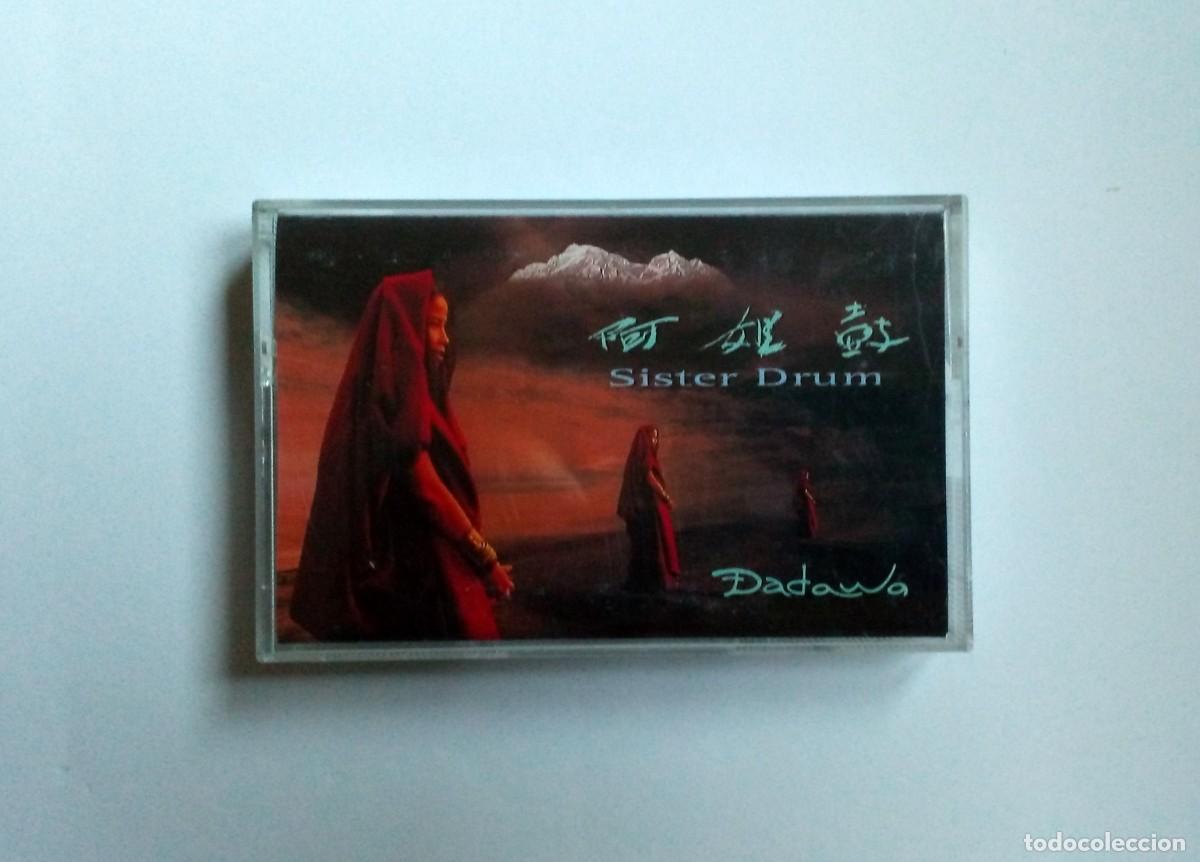 阿姐鼓
Sister Drum
Dadawa
todocoleccion